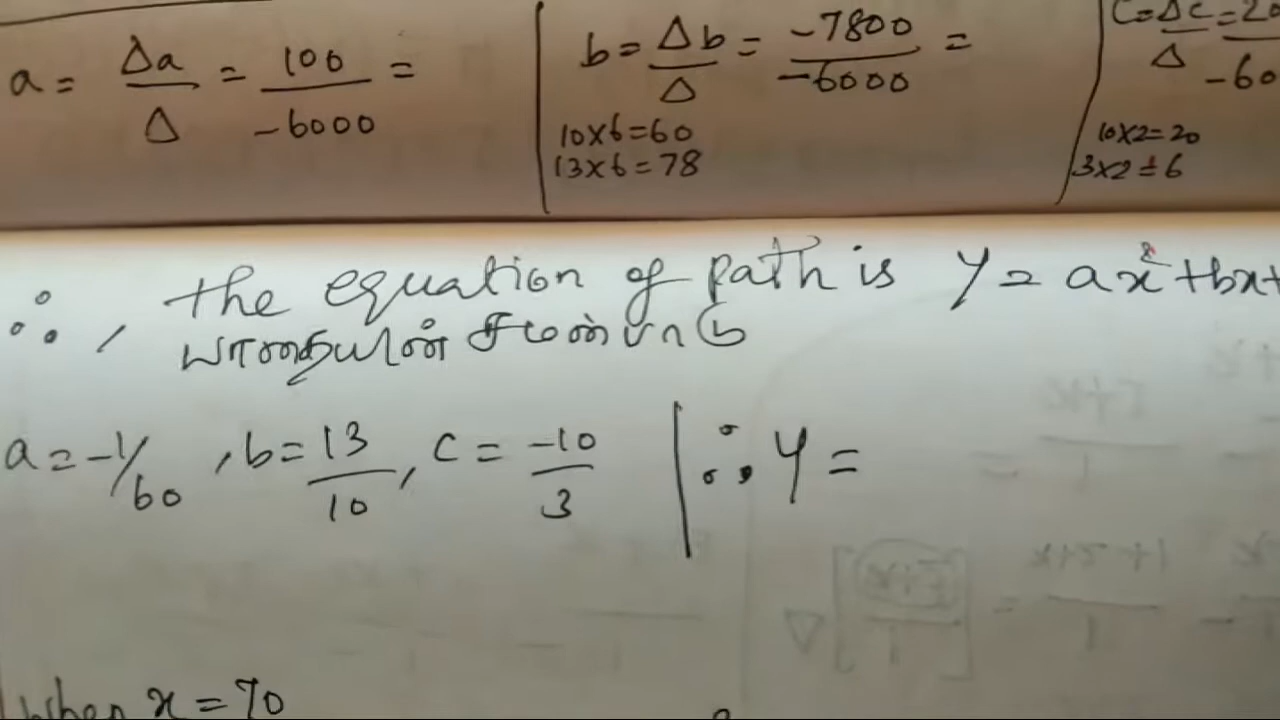 a = Δa/Δ = 100/-6000 =
b = Δb/Δ = -7800/-6000 =
10×6=60
13×6=78
C=Δc/Δ=20/-60
10×2=20
3×2=6
∴, the equation of path is y = ax²+bx+
பாதையின் சமன்பாடு
a = -1/60, b = 13/10, c = -10/3 | ∴ y =
When x = 70